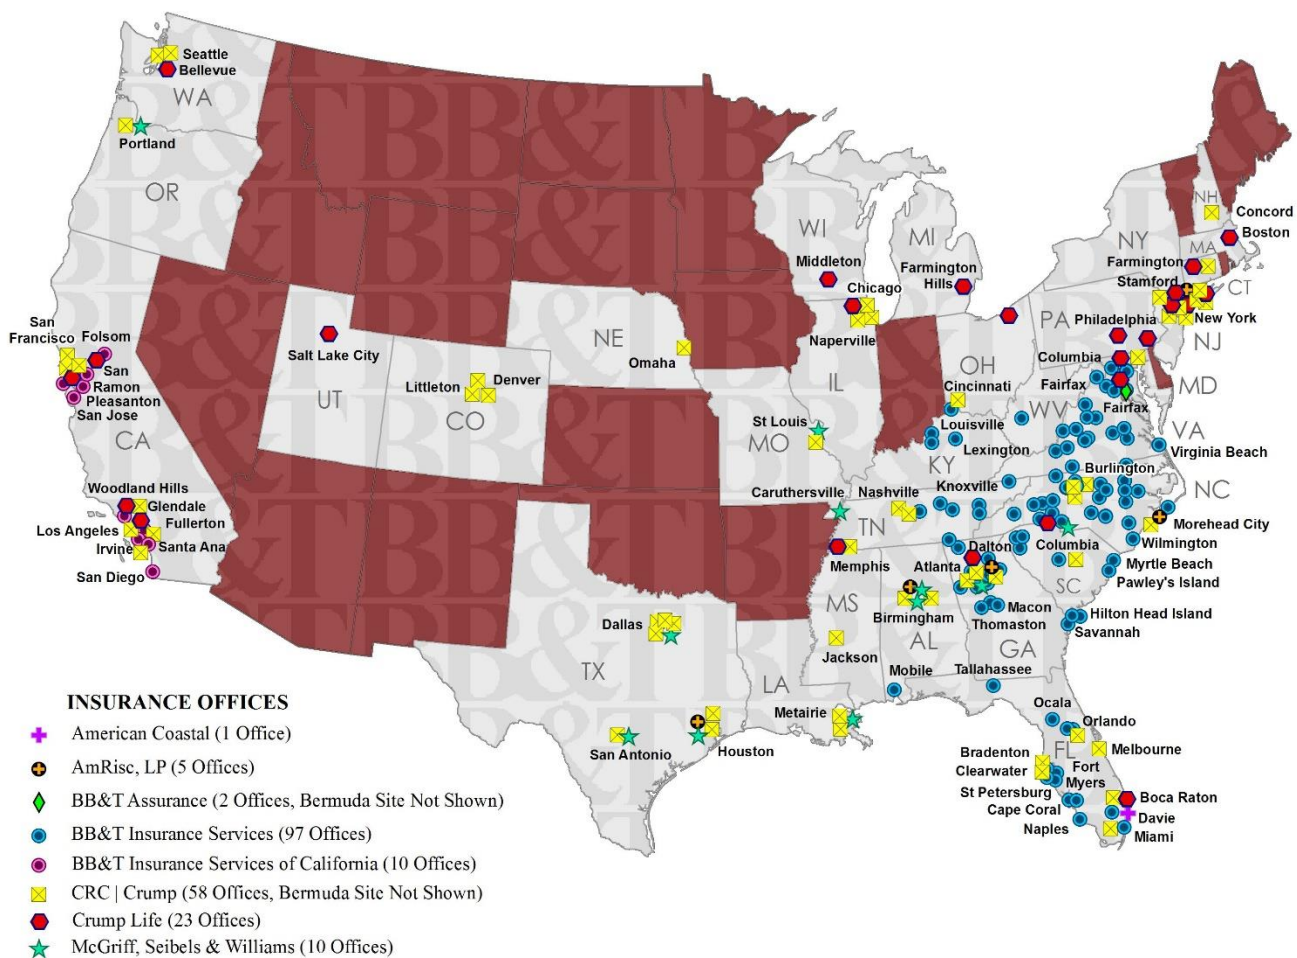 Seattle
Bellevue
WA
Portland
OR
San
Francisco
Folsom
San
Ramon
Pleasanton
San Jose
CA
Woodland Hills
Glendale
Los Angeles
Fullerton
Irvine
Santa Ana
San Diego
Salt Lake City
UT
Littleton
Denver
CO
NE
Omaha
WI
Middleton
MI
Farmington
Hills
Chicago
Naperville
IL
St Louis
MO
Caruthersville
OH
Cincinnati
Louisville
Lexington
KY
Nashville
Knoxville
TN
Memphis
MS
Jackson
Birmingham
AL
Mobile
Dalton
Atlanta
Macon
Thomaston
GA
Tallahassee
Dallas
TX
San Antonio
Houston
LA
Metairie
NH
Concord
Boston
NY
MA
Farmington
Stamford
CT
PA
Philadelphia
New York
NJ
Columbia
MD
Fairfax
WV
Fairfax
VA
Virginia Beach
Burlington
NC
Morehead City
Wilmington
Columbia
SC
Myrtle Beach
Pawley's Island
Hilton Head Island
Savannah
Ocala
Orlando
FL
Melbourne
Bradenton
Clearwater
Fort
Myers
St Petersburg
Cape Coral
Naples
Boca Raton
Davie
Miami
INSURANCE OFFICES
American Coastal (1 Office)
AmRisc, LP (5 Offices)
BB&T Assurance (2 Offices, Bermuda Site Not Shown)
BB&T Insurance Services (97 Offices)
BB&T Insurance Services of California (10 Offices)
CRC | Crump (58 Offices, Bermuda Site Not Shown)
Crump Life (23 Offices)
McGriff, Seibels & Williams (10 Offices)